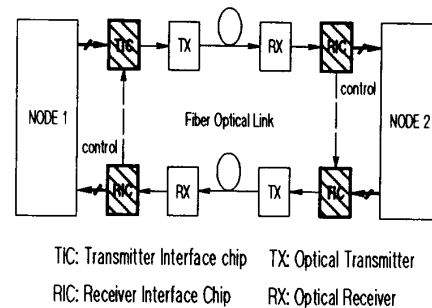 TIC TX RX RIC
control
NODE 1 Fiber Optical Link NODE 2
control
RIC RX TX TIC
TIC: Transmitter Interface chip TX: Optical Transmitter
RIC: Receiver Interface Chip RX: Optical Receiver